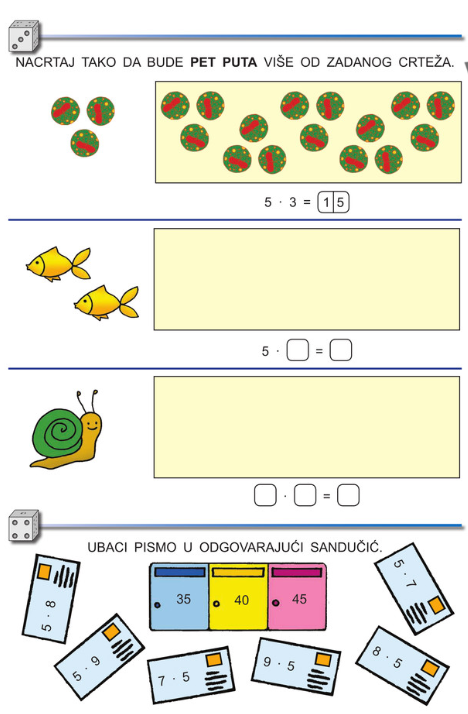 NACRTAJ TAKO DA BUDE PET PUTA VIŠE OD ZADANOG CRTEŽA.
5 · 3 = 15
5 · =
· =
UBACI PISMO U ODGOVARAJUĆI SANDUČIĆ.
35 40 45
5 · 8
5 · 9
7 · 5
9 · 5
8 · 5
5 · 7